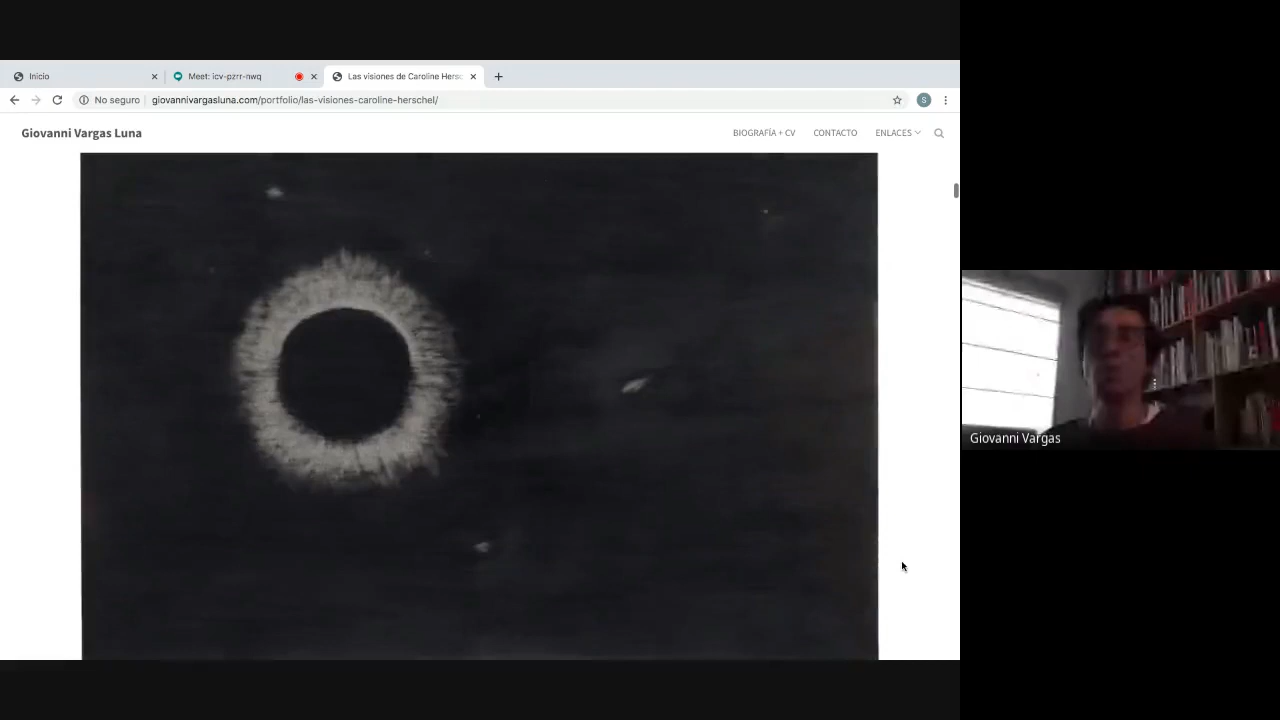 Inicio
Meet: icv-pzrr-nwq
Las visiones de Caroline Hersc
No seguro
giovannivargasluna.com/portfolio/las-visiones-caroline-herschel/
S
Giovanni Vargas Luna
BIOGRAFÍA + CV
CONTACTO
ENLACES
Giovanni Vargas